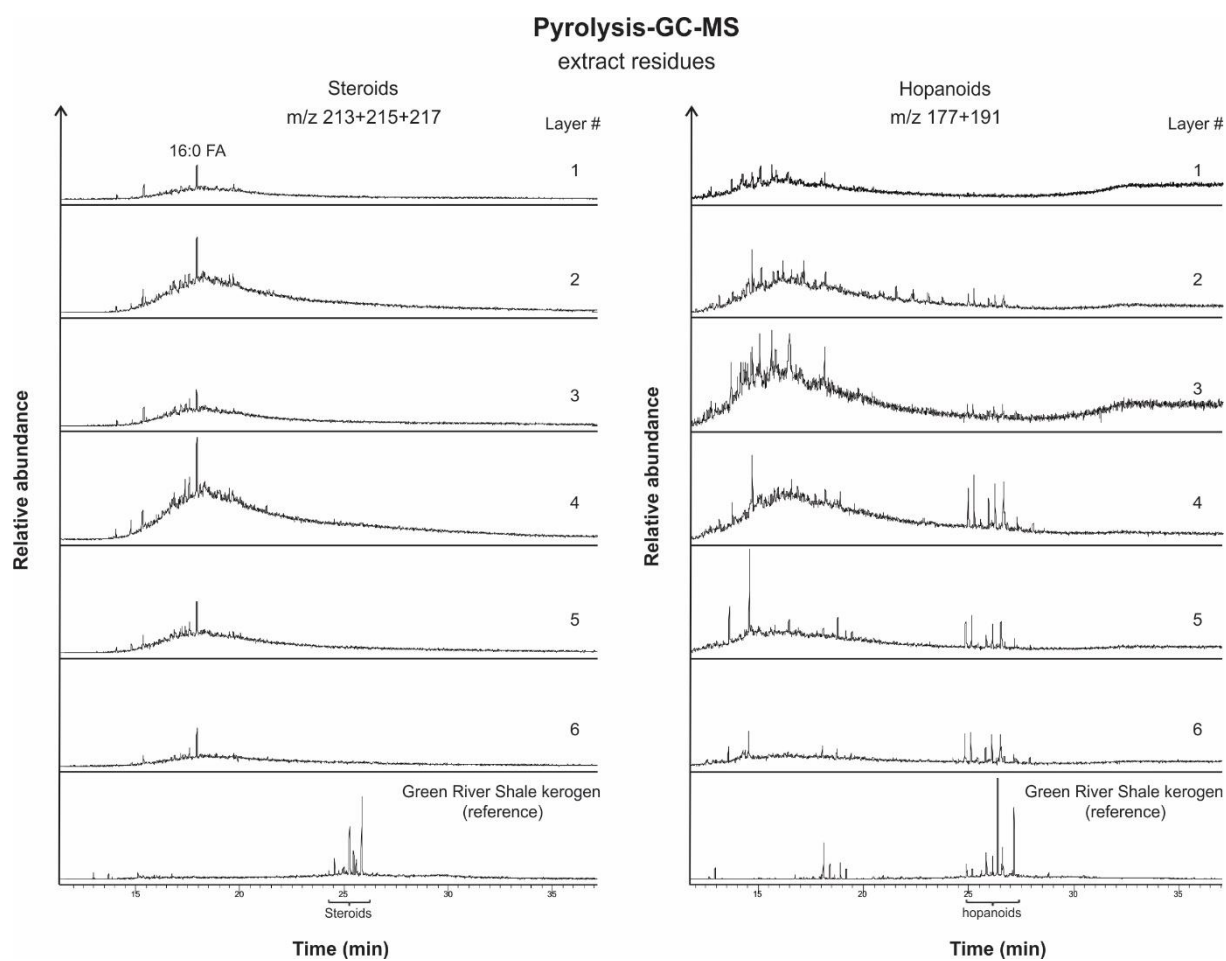 Pyrolysis-GC-MS
extract residues
Steroids
m/z 213+215+217
Layer #
16:0 FA
1
2
3
4
5
6
Green River Shale kerogen
(reference)
15
20
25
30
35
Steroids
Time (min)
Relative abundance
Hopanoids
m/z 177+191
Layer #
1
2
3
4
5
6
Green River Shale kerogen
(reference)
15
20
25
30
35
hopanoids
Time (min)
Relative abundance